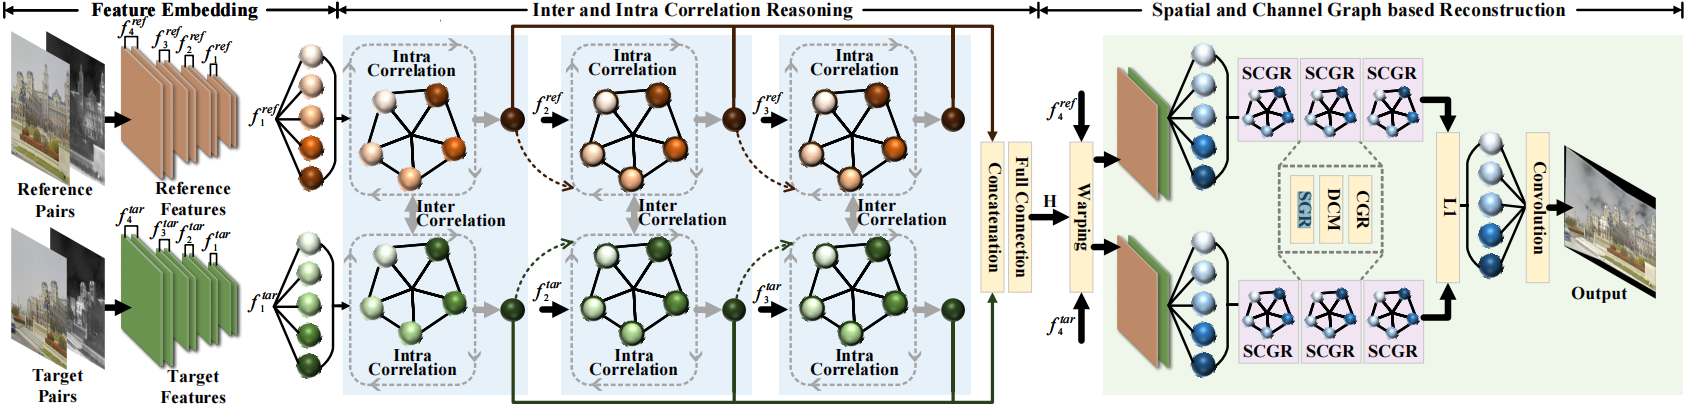 Feature Embedding
Inter and Intra Correlation Reasoning
Spatial and Channel Graph based Reconstruction
f_4^{ref}
f_3^{ref}
f_2^{ref}
f_1^{ref}
Reference
Pairs
Reference
Features
f_1^{ref}
Intra
Correlation
f_2^{ref}
Intra
Correlation
f_3^{ref}
Intra
Correlation
Inter
Correlation
Inter
Correlation
Inter
Correlation
f_4^{tar}
f_3^{tar}
f_2^{tar}
f_1^{tar}
Target
Pairs
Target
Features
f_1^{tar}
Intra
Correlation
f_2^{tar}
Intra
Correlation
f_3^{tar}
Intra
Correlation
Concatenation
Full Connection
H
f_4^{ref}
Warping
f_4^{tar}
SCGR
SCGR
SCGR
SGR
DCM
CGR
SCGR
SCGR
SCGR
L1
Convolution
Output